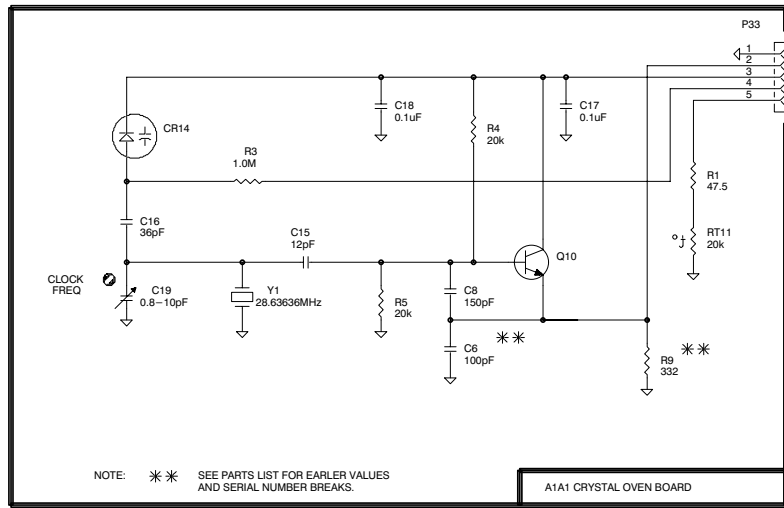 P33
1
2
3
4
5
C18
0.1uF
C17
0.1uF
CR14
R4
20k
R3
1.0M
R1
47.5
C16
36pF
C15
12pF
RT11
20k
°J
Q10
CLOCK
FREQ
C19
0.8–10pF
Y1
28.63636MHz
R5
20k
C8
150pF
C6
100pF
**
**
R9
332
NOTE: ** SEE PARTS LIST FOR EARLER VALUES
AND SERIAL NUMBER BREAKS.
A1A1 CRYSTAL OVEN BOARD